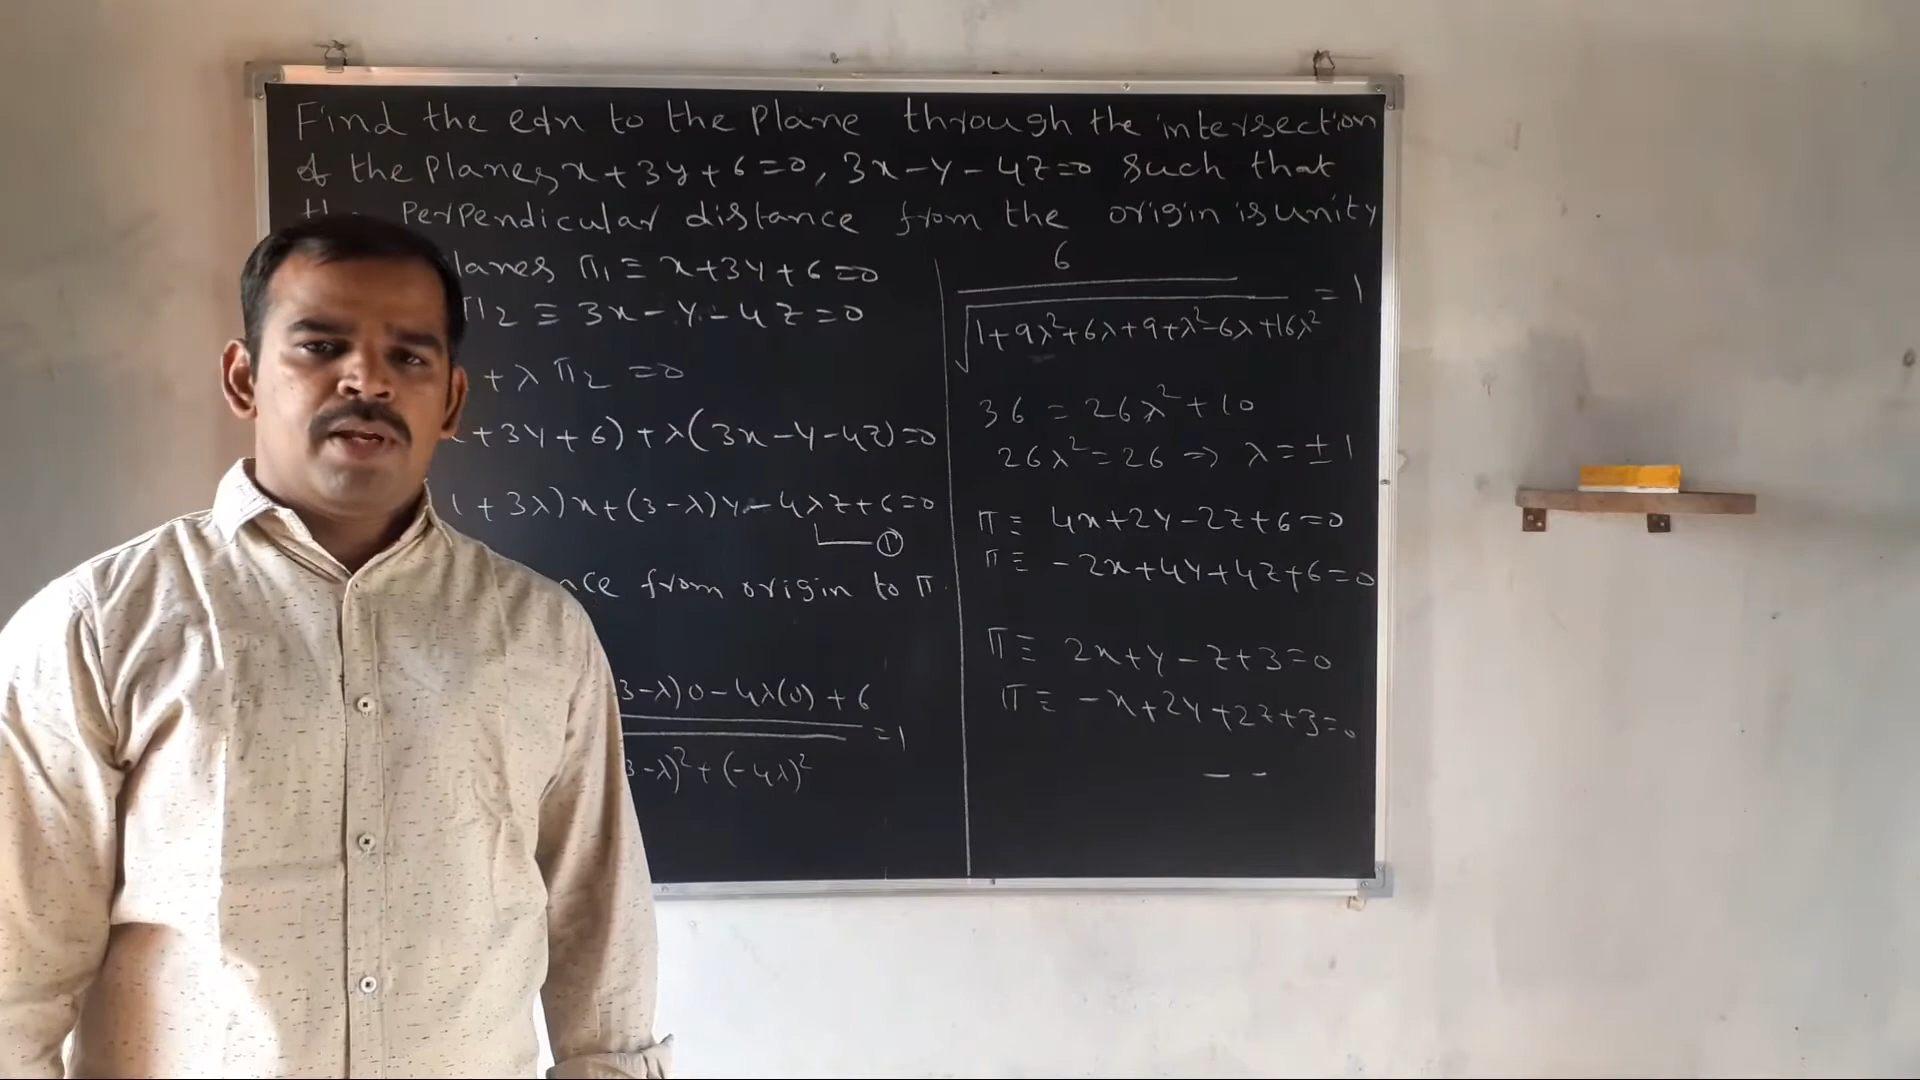 Find the eqn to the plane through the intersection
of the planes x+3y+6=0, 3x-y-4z=0 such that
perpendicular distance from the origin is unity
π₁ ≡ x+3y+6=0
π₂ ≡ 3x-y-4z=0
+λπ₂=0
+3y+6)+λ(3x-y-4z)=0
+3λ)x+(3-λ)y-4λz+6=0
①
from origin to π.
3-λ)0-4λ(0)+6
=1
3-λ)²+(-4λ)²
6
√1+9λ²+6λ+9+λ²-6λ+16λ² =1
36=26λ²+10
26λ²=26 ⇒ λ=±1
π ≡ 4x+2y-2z+6=0
π ≡ -2x+4y+4z+6=0
π ≡ 2x+y-z+3=0
π ≡ -x+2y+2z+3=0